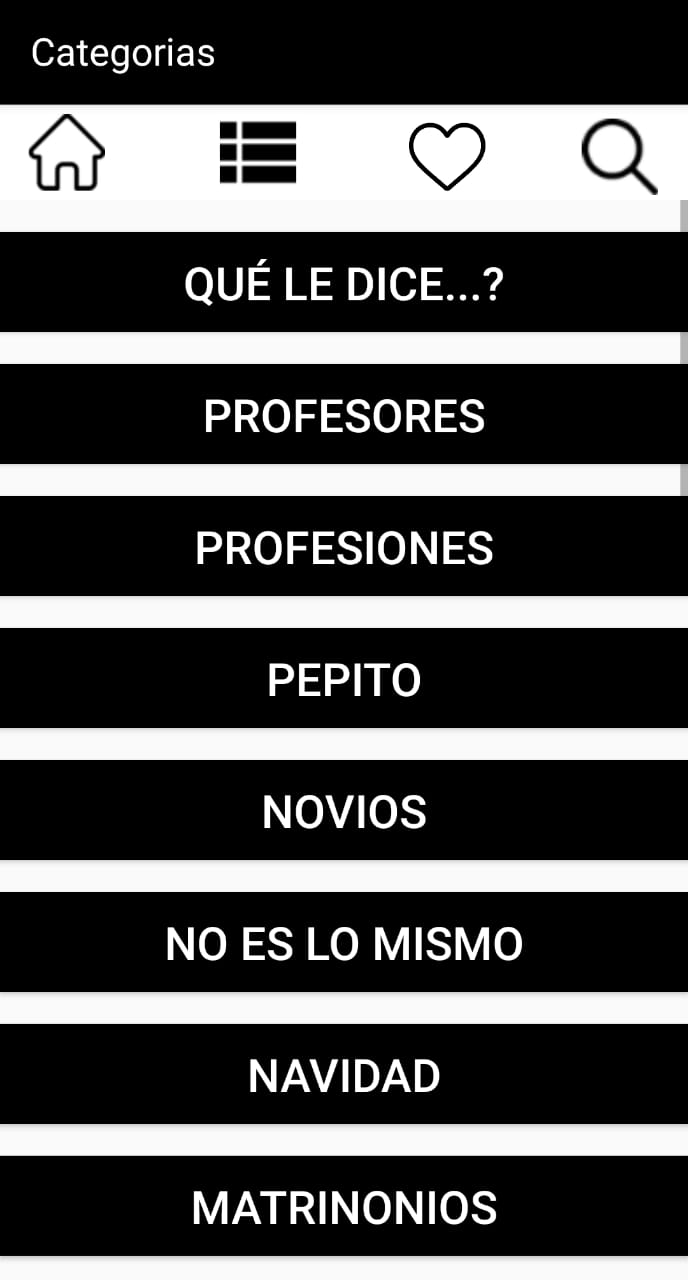 Categorias
QUÉ LE DICE...?
PROFESORES
PROFESIONES
PEPITO
NOVIOS
NO ES LO MISMO
NAVIDAD
MATRINONIOS